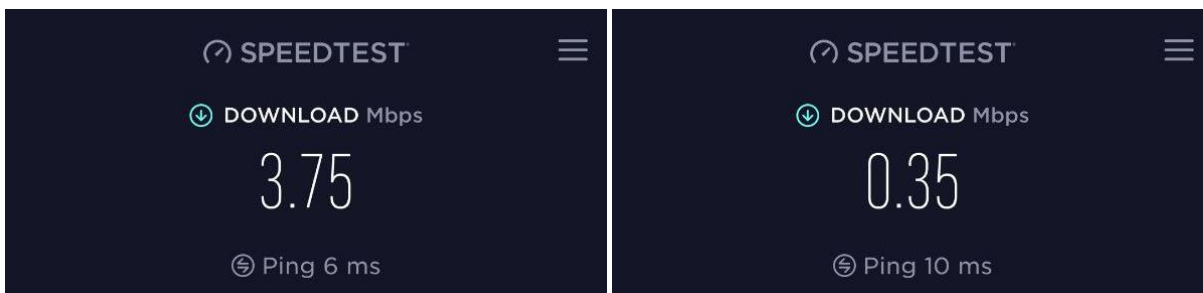 SPEEDTEST
DOWNLOAD Mbps
3.75
Ping 6 ms
SPEEDTEST
DOWNLOAD Mbps
0.35
Ping 10 ms